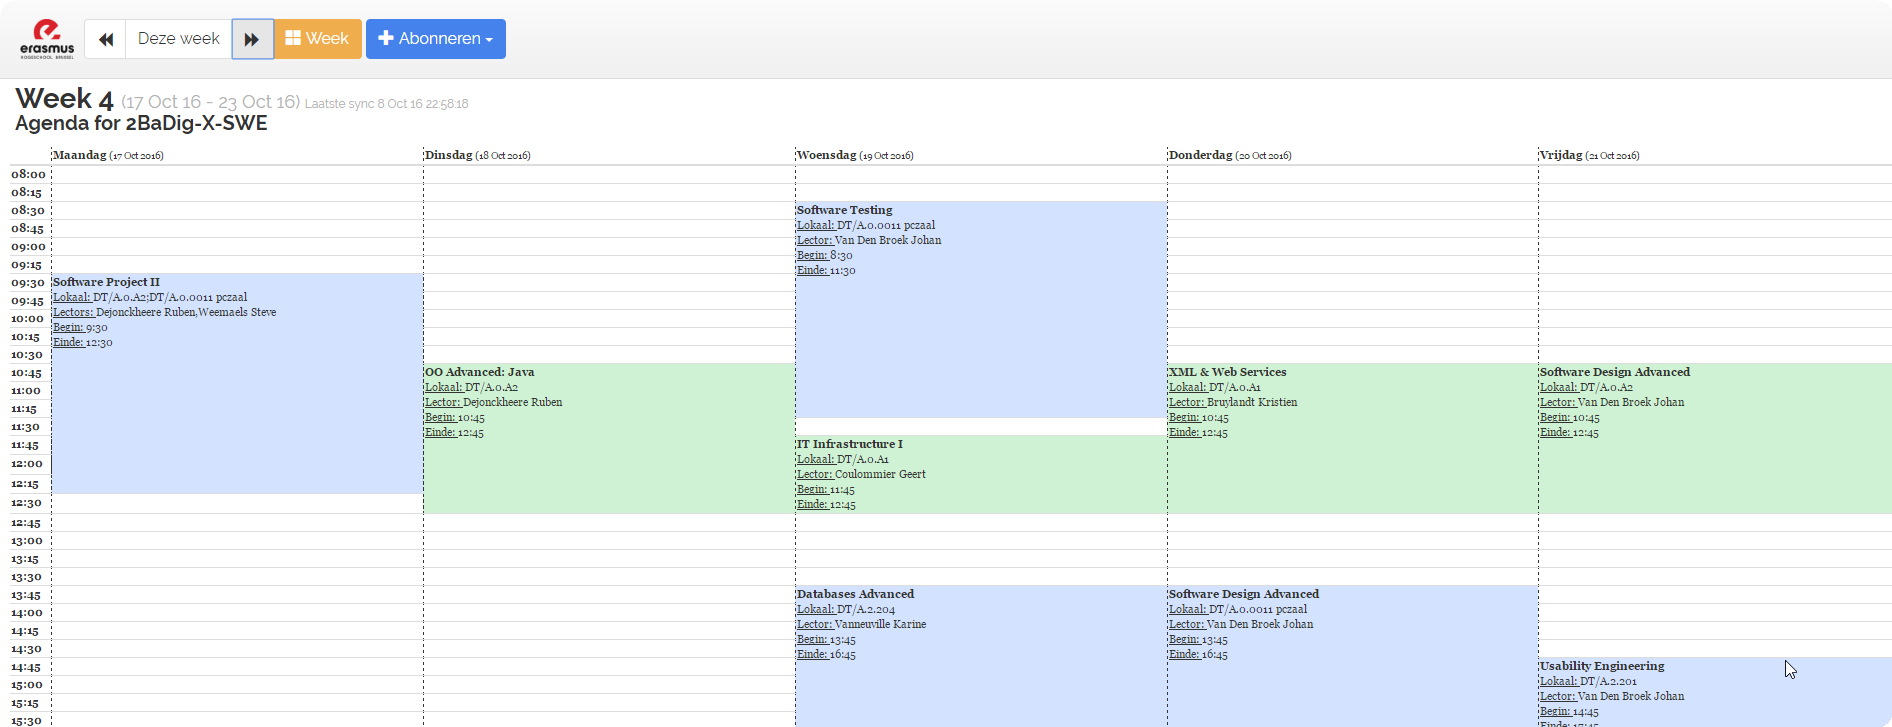 erasmus
HOGESCHOOL BRUSSEL
Deze week
Week
Abonneren
Week 4 (17 Oct 16 - 23 Oct 16) Laatste sync 8 Oct 16 22:58:18
Agenda for 2BaDig-X-SWE
Maandag (17 Oct 2016)
Dinsdag (18 Oct 2016)
Woensdag (19 Oct 2016)
Donderdag (20 Oct 2016)
Vrijdag (21 Oct 2016)
08:00
08:15
08:30
08:45
09:00
09:15
09:30
09:45
10:00
10:15
10:30
10:45
11:00
11:15
11:30
11:45
12:00
12:15
12:30
12:45
13:00
13:15
13:30
13:45
14:00
14:15
14:30
14:45
15:00
15:15
15:30
Software Project II
Lokaal: DT/A.0.A2;DT/A.0.0011 pczaal
Lectors: Dejonckheere Ruben,Weemaels Steve
Begin: 9:30
Einde: 12:30
OO Advanced: Java
Lokaal: DT/A.0.A2
Lector: Dejonckheere Ruben
Begin: 10:45
Einde: 12:45
Software Testing
Lokaal: DT/A.0.0011 pczaal
Lector: Van Den Broek Johan
Begin: 8:30
Einde: 11:30
IT Infrastructure I
Lokaal: DT/A.0.A1
Lector: Coulommier Geert
Begin: 11:45
Einde: 12:45
Databases Advanced
Lokaal: DT/A.2.204
Lector: Vanneuville Karine
Begin: 13:45
Einde: 16:45
XML & Web Services
Lokaal: DT/A.0.A1
Lector: Bruylandt Kristien
Begin: 10:45
Einde: 12:45
Software Design Advanced
Lokaal: DT/A.0.0011 pczaal
Lector: Van Den Broek Johan
Begin: 13:45
Einde: 16:45
Software Design Advanced
Lokaal: DT/A.0.A2
Lector: Van Den Broek Johan
Begin: 10:45
Einde: 12:45
Usability Engineering
Lokaal: DT/A.2.201
Lector: Van Den Broek Johan
Begin: 14:45
Einde: